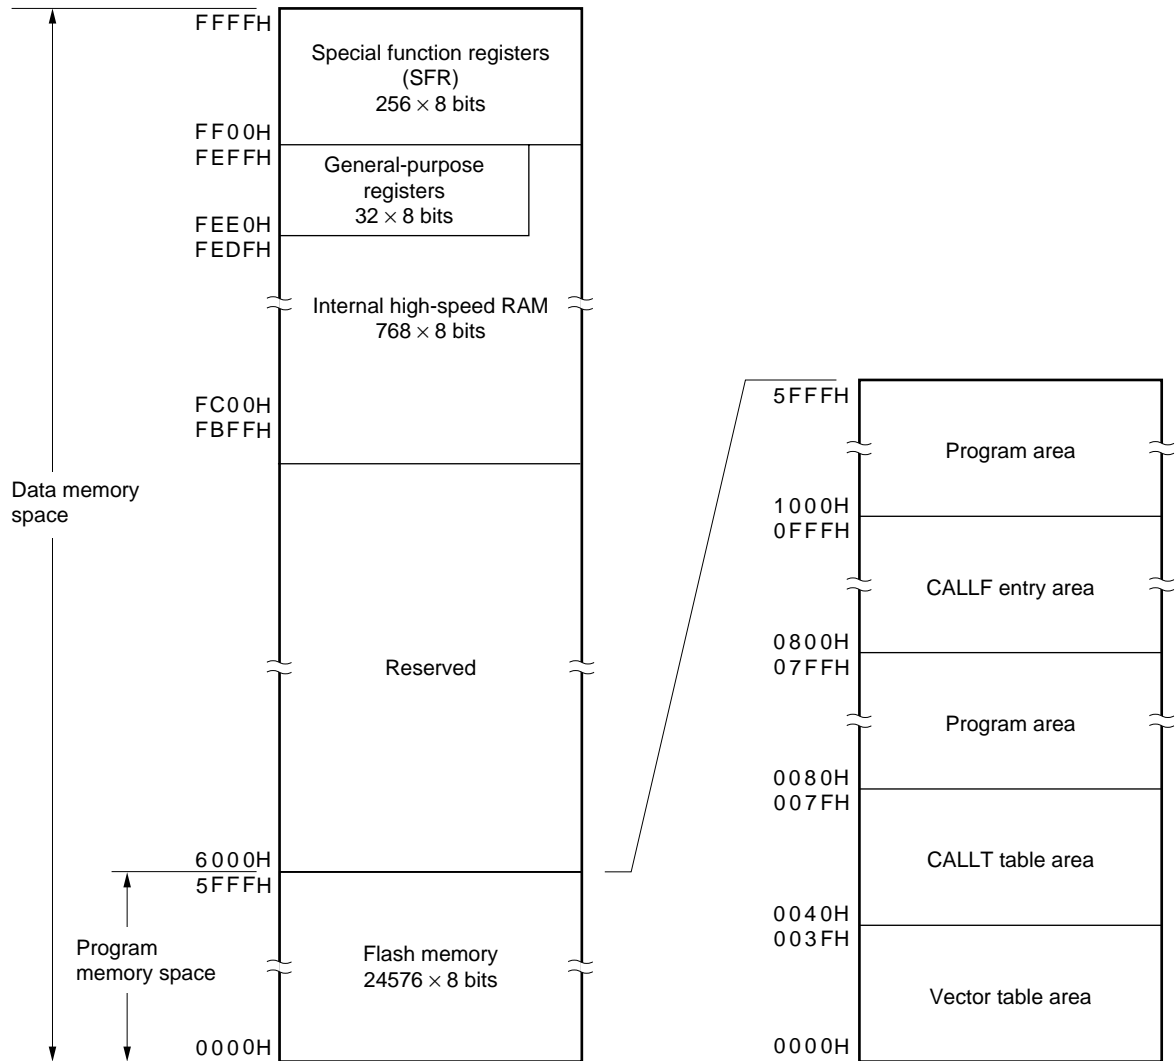 FFFFH
Special function registers
(SFR)
256 × 8 bits
FF00H
FEFFH
General-purpose
registers
32 × 8 bits
FEE0H
FEDFH
Internal high-speed RAM
768 × 8 bits
FC00H
FBFFH
Data memory
space
Reserved
6000H
5FFFH
Program
memory space
Flash memory
24576 × 8 bits
0000H
5FFFH
Program area
1000H
0FFFH
CALLF entry area
0800H
07FFH
Program area
0080H
007FH
CALLT table area
0040H
003FH
Vector table area
0000H